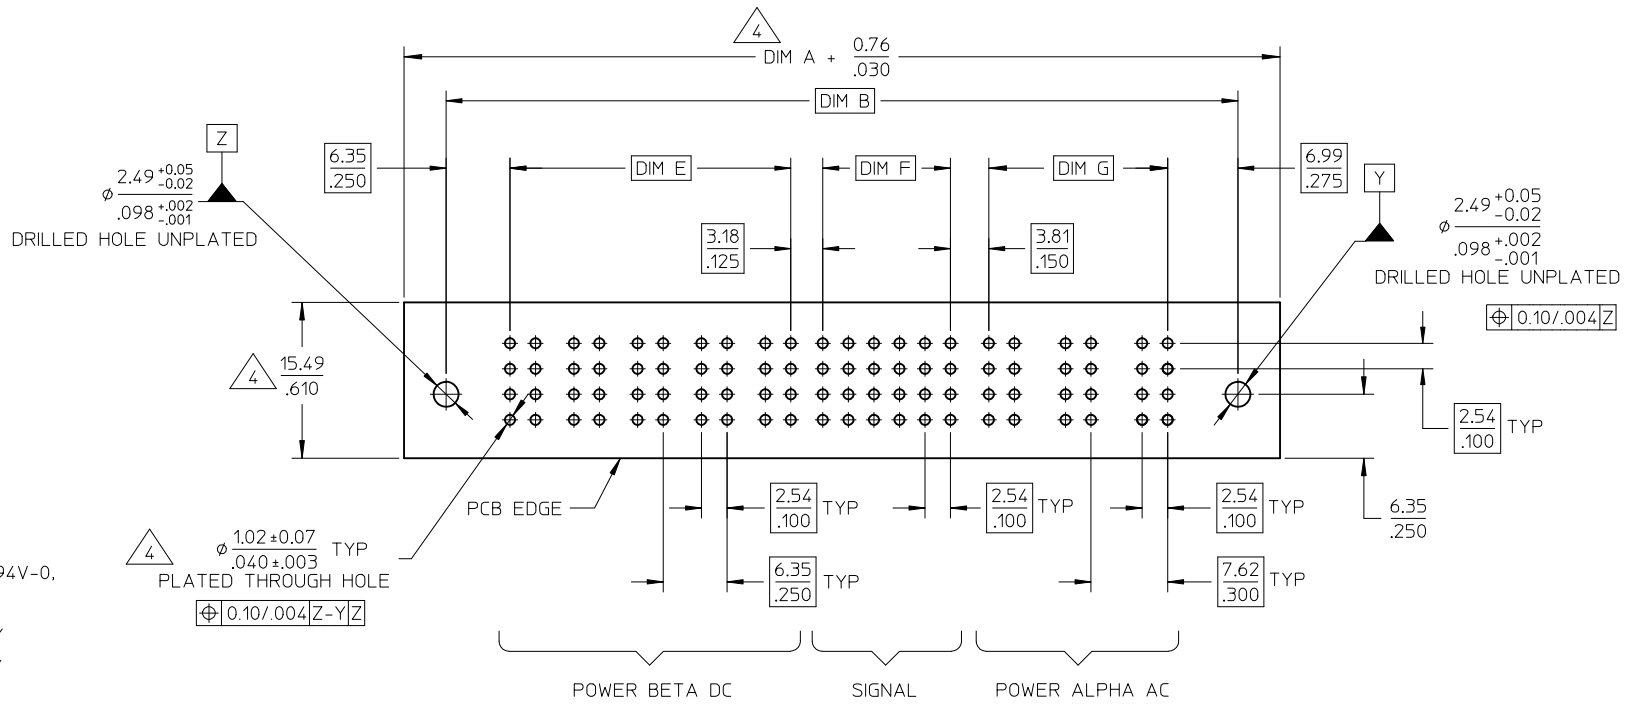 4
DIM A + 0.76
.030
DIM B
Z
6.35
.250
DIM E
DIM F
DIM G
6.99
.275
Y
⌀ 2.49 +0.05
-0.02
.098 +.002
-.001
DRILLED HOLE UNPLATED
3.18
.125
3.81
.150
⌀ 2.49 +0.05
-0.02
.098 +.002
-.001
DRILLED HOLE UNPLATED
⌖ 0.10/.004 Z
4 15.49
.610
2.54
.100 TYP
PCB EDGE
2.54
.100 TYP
2.54
.100 TYP
2.54
.100 TYP
6.35
.250
4
⌀ 1.02 ±0.07
.040 ±.003 TYP
PLATED THROUGH HOLE
⌖ 0.10/.004 Z-Y Z
94V-0,
6.35
.250 TYP
7.62
.300 TYP
POWER BETA DC
SIGNAL
POWER ALPHA AC